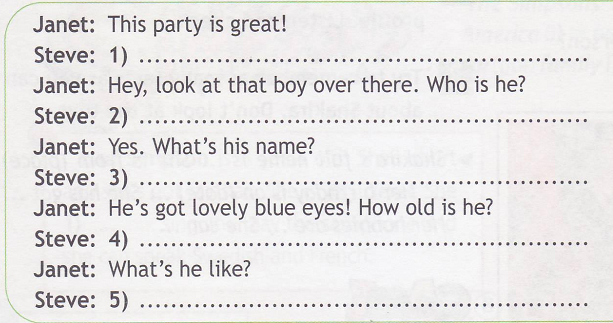 Janet: This party is great!
Steve: 1) ............................................................
Janet: Hey, look at that boy over there. Who is he?
Steve: 2) ............................................................
Janet: Yes. What's his name?
Steve: 3) ............................................................
Janet: He's got lovely blue eyes! How old is he?
Steve: 4) ............................................................
Janet: What's he like?
Steve: 5) ............................................................